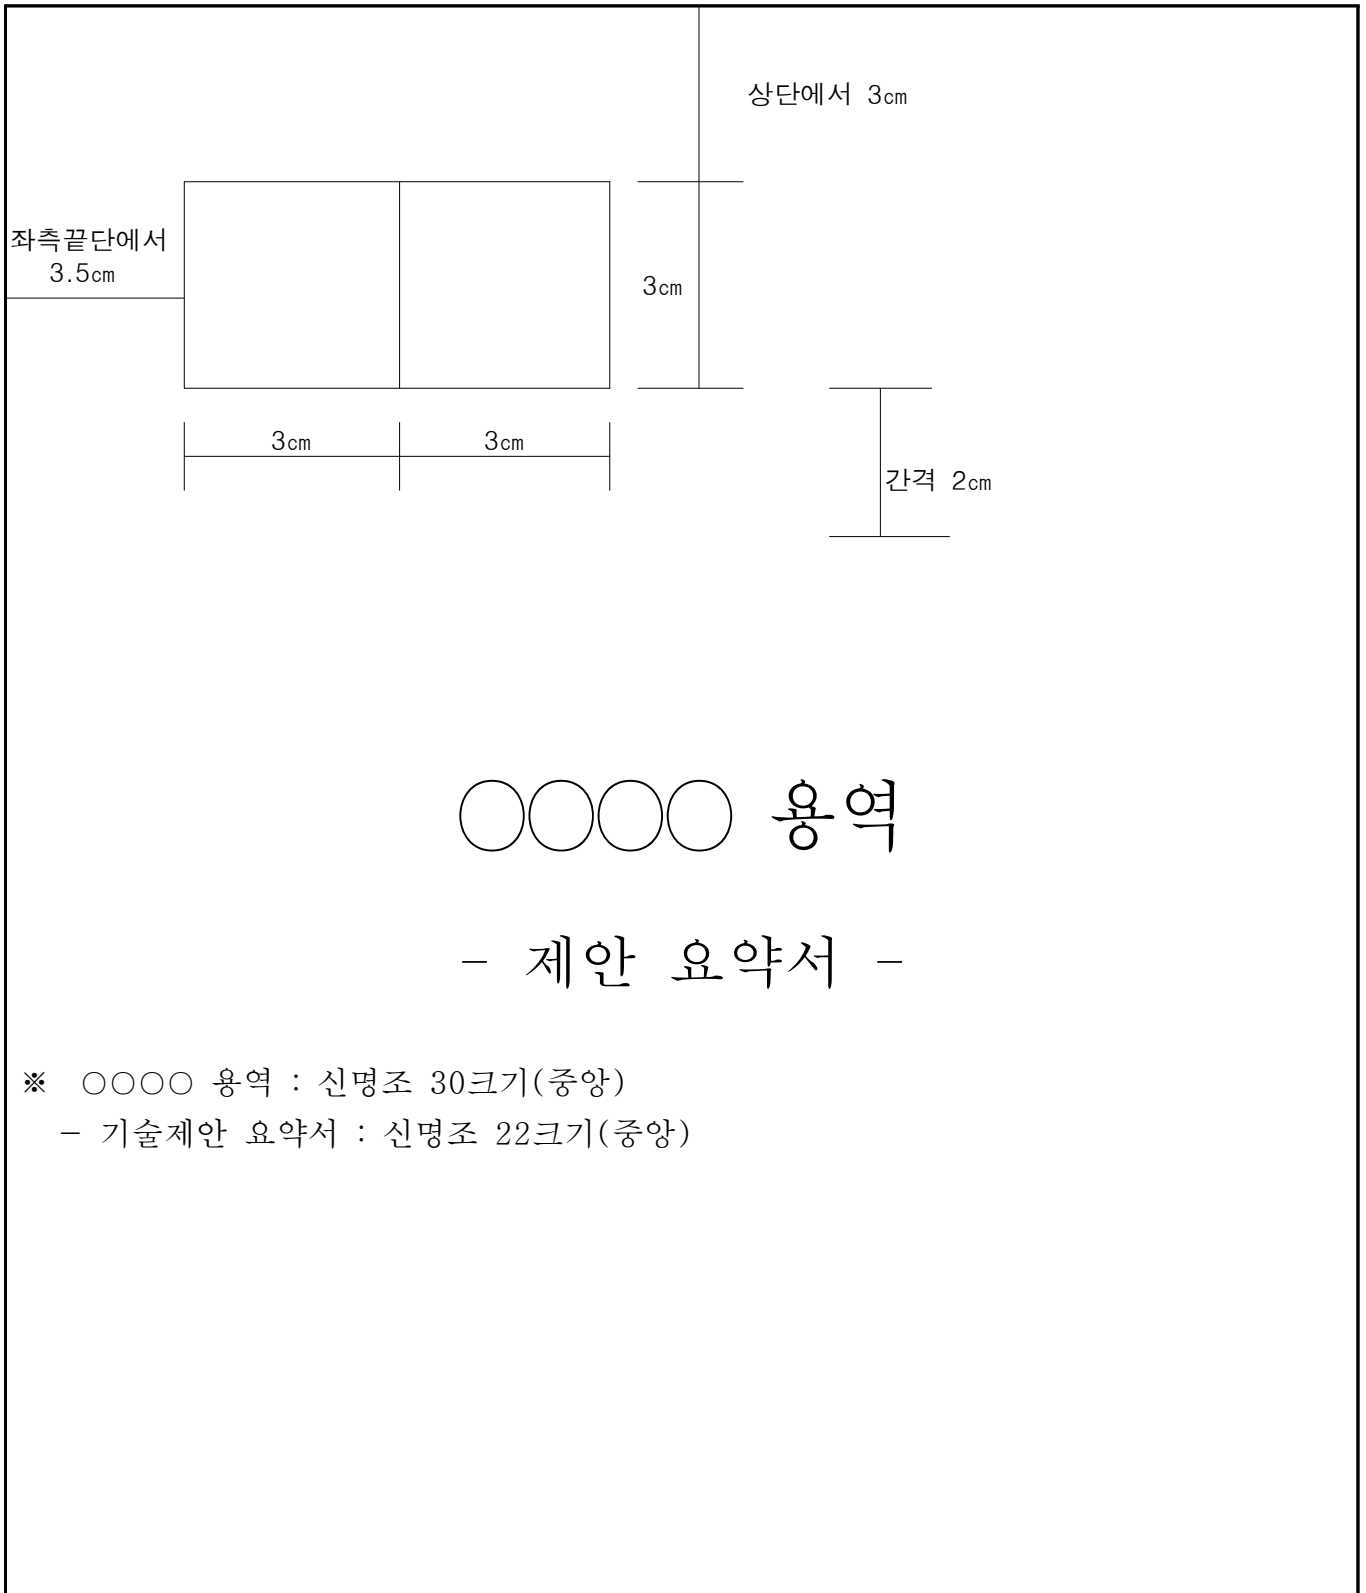 상단에서 3㎝
좌측끝단에서
3.5㎝
3㎝
3㎝ 3㎝
간격 2㎝
○○○○ 용역
- 제안 요약서 -
※ ○○○○ 용역 : 신명조 30크기(중앙)
- 기술제안 요약서 : 신명조 22크기(중앙)